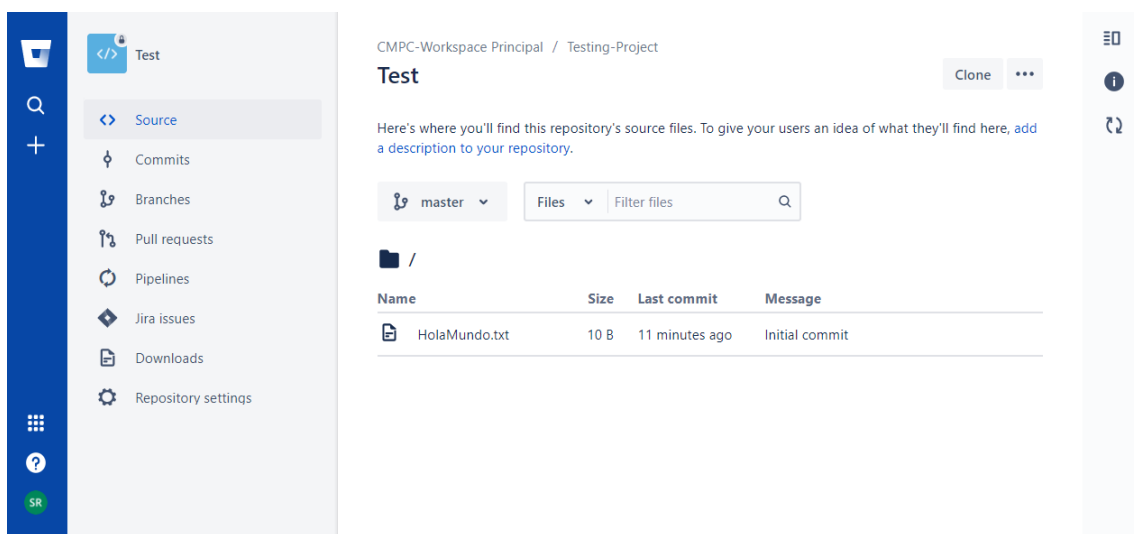 Test
Source
Commits
Branches
Pull requests
Pipelines
Jira issues
Downloads
Repository settings
SR
CMPC-Workspace Principal / Testing-Project
Test
Clone
Here's where you'll find this repository's source files. To give your users an idea of what they'll find here, add
a description to your repository.
master Files Filter files
/
Name Size Last commit Message
HolaMundo.txt 10 B 11 minutes ago Initial commit